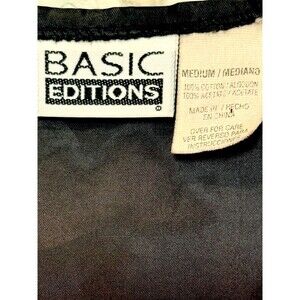 BASIC
EDITIONS
®
MEDIUM / MEDIANO
100% COTTON / ALGODON
100% ACETATE / ACETATE
MADE IN / HECHO
EN CHINA
OVER FOR CARE
VER REVERSO PARA
INSTRUCCIONES